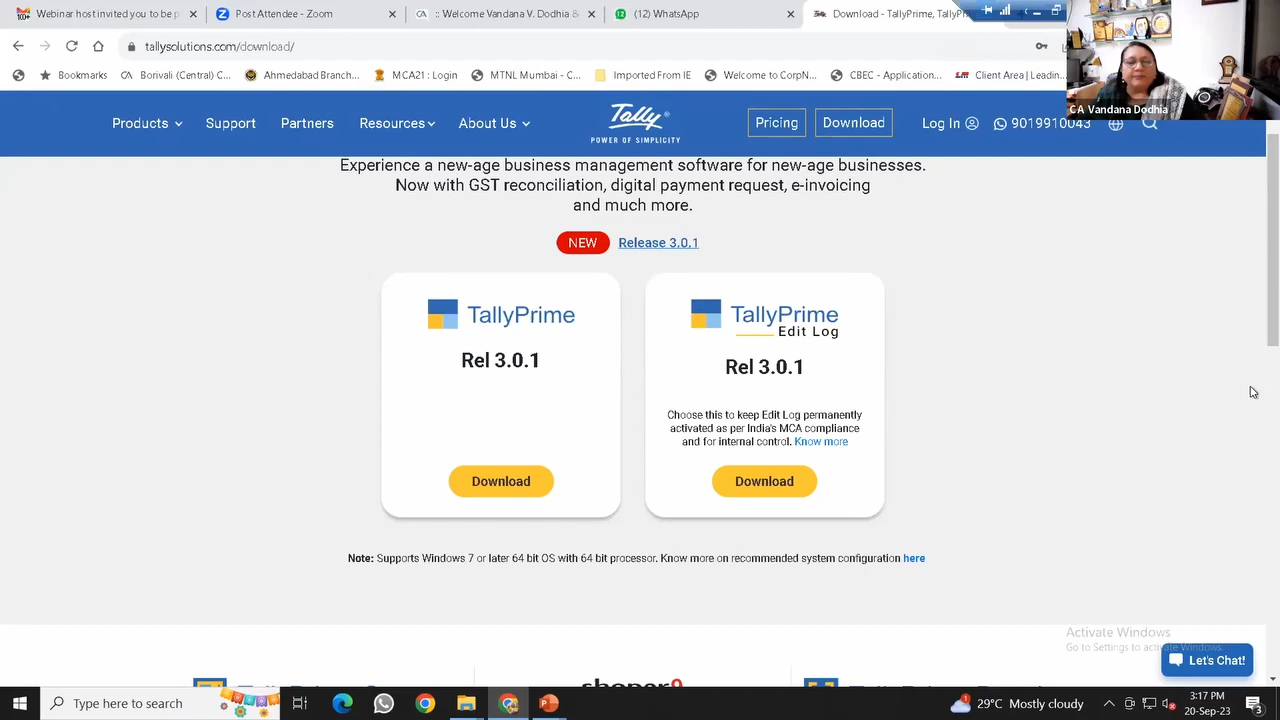 Webinar host invited you to be p
Post Attendee - Zoom
:: Welcome Vandana V. Dodhia &
(12) WhatsApp
Download - TallyPrime, TallyPr
tallysolutions.com/download/
Bookmarks
Borivali (Central) C...
Ahmedabad Branch...
MCA21 : Login
MTNL Mumbai - C...
Imported From IE
Welcome to CorpN...
CBEC - Application...
Client Area | Leadin...
CA Vandana Dodhia
Products
Support
Partners
Resources
About Us
Tally
POWER OF SIMPLICITY
Pricing
Download
Log In
9019910043
Experience a new-age business management software for new-age businesses.
Now with GST reconciliation, digital payment request, e-invoicing
and much more.
NEW Release 3.0.1
TallyPrime
Rel 3.0.1
Download
TallyPrime
Edit Log
Rel 3.0.1
Choose this to keep Edit Log permanently
activated as per India's MCA compliance
and for internal control. Know more
Download
Note: Supports Windows 7 or later 64 bit OS with 64 bit processor. Know more on recommended system configuration here
Activate Windows
Go to Settings to activate Windows.
Let's Chat!
Type here to search
29°C Mostly cloudy
3:17 PM
20-Sep-23
3